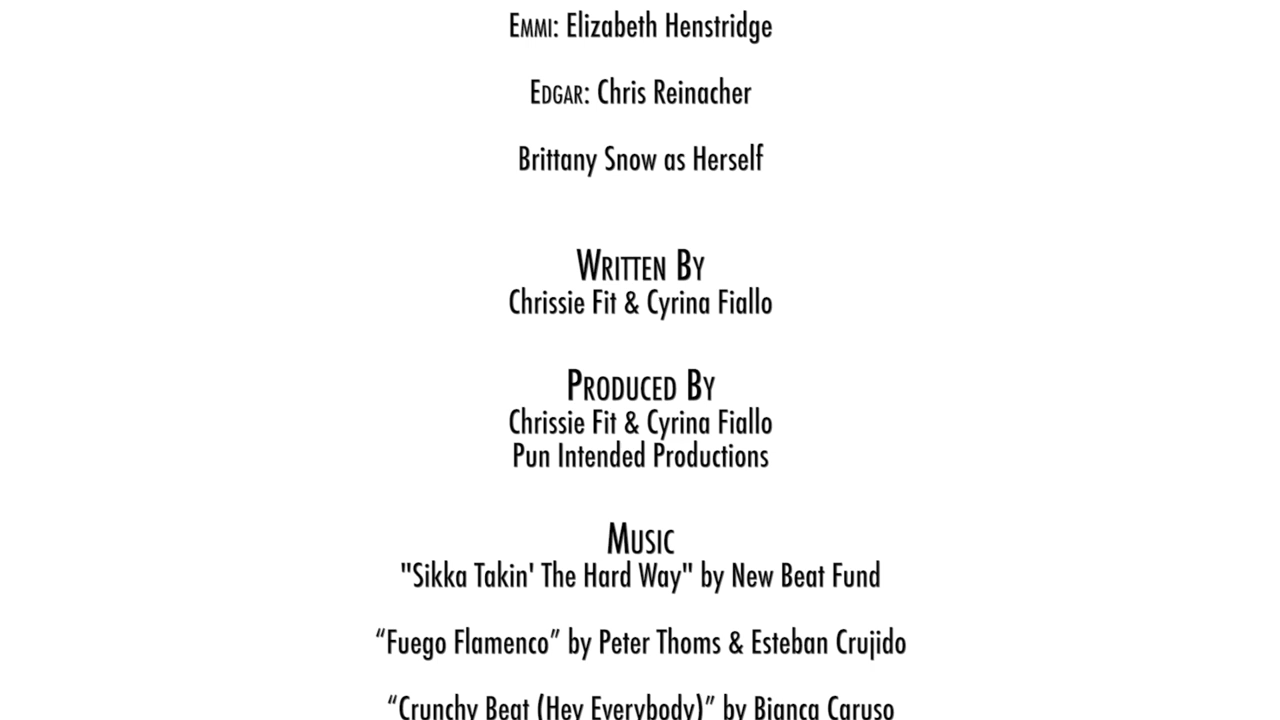 Emmi: Elizabeth Henstridge
Edgar: Chris Reinacher
Brittany Snow as Herself
Written By
Chrissie Fit & Cyrina Fiallo
Produced By
Chrissie Fit & Cyrina Fiallo
Pun Intended Productions
Music
"Sikka Takin' The Hard Way" by New Beat Fund
“Fuego Flamenco” by Peter Thoms & Esteban Crujido
“Crunchy Beat (Hey Everybody)” by Bianca Caruso